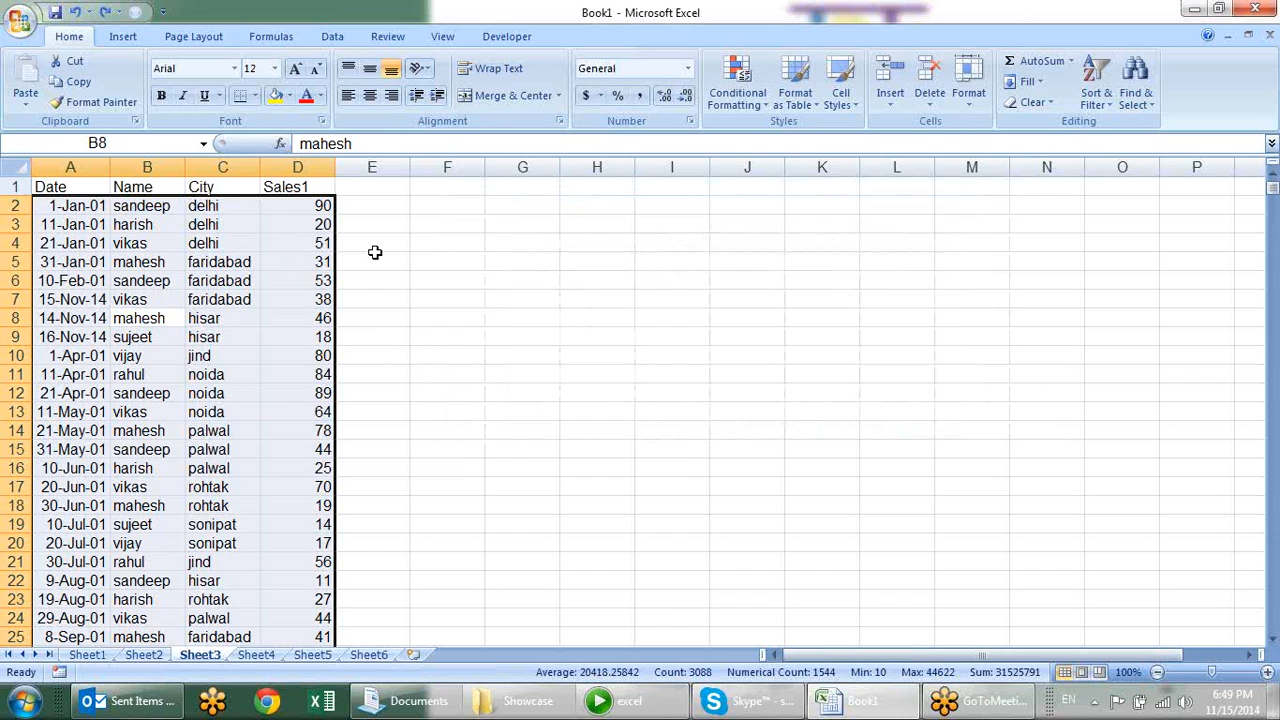 Book1 - Microsoft Excel
Home Insert Page Layout Formulas Data Review View Developer
Paste Cut Copy Format Painter Clipboard
Arial 12 B I U A Font
Wrap Text Merge & Center Alignment
General $ % , Number
Conditional Formatting Format as Table Cell Styles Styles
Insert Delete Format Cells
Σ AutoSum Fill Clear Sort & Filter Find & Select Editing
B8 fx mahesh
A B C D E F G H I J K L M N O P
1 Date Name City Sales1
2 1-Jan-01 sandeep delhi 90
3 11-Jan-01 harish delhi 20
4 21-Jan-01 vikas delhi 51
5 31-Jan-01 mahesh faridabad 31
6 10-Feb-01 sandeep faridabad 53
7 15-Nov-14 vikas faridabad 38
8 14-Nov-14 mahesh hisar 46
9 16-Nov-14 sujeet hisar 18
10 1-Apr-01 vijay jind 80
11 11-Apr-01 rahul noida 84
12 21-Apr-01 sandeep noida 89
13 11-May-01 vikas noida 64
14 21-May-01 mahesh palwal 78
15 31-May-01 sandeep palwal 44
16 10-Jun-01 harish palwal 25
17 20-Jun-01 vikas rohtak 70
18 30-Jun-01 mahesh rohtak 19
19 10-Jul-01 sujeet sonipat 14
20 20-Jul-01 vijay sonipat 17
21 30-Jul-01 rahul jind 56
22 9-Aug-01 sandeep hisar 11
23 19-Aug-01 harish rohtak 27
24 29-Aug-01 vikas palwal 44
25 8-Sep-01 mahesh faridabad 41
Sheet1 Sheet2 Sheet3 Sheet4 Sheet5 Sheet6
Ready Average: 20418.25842 Count: 3088 Numerical Count: 1544 Min: 10 Max: 44622 Sum: 31525791 100%
Sent Items ... Documents Showcase excel Skype™ - s... Book1 GoToMeeti... EN 6:49 PM
11/15/2014